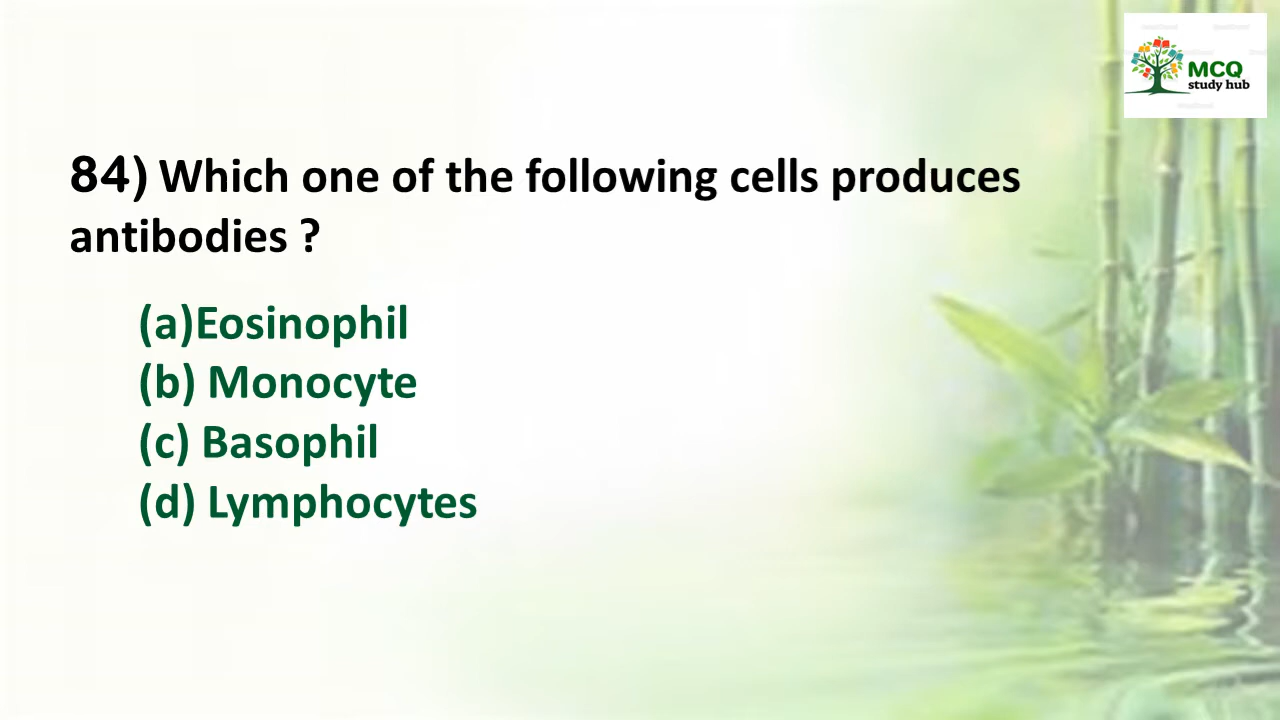 MCQ
study hub
84) Which one of the following cells produces
antibodies ?
(a)Eosinophil
(b) Monocyte
(c) Basophil
(d) Lymphocytes